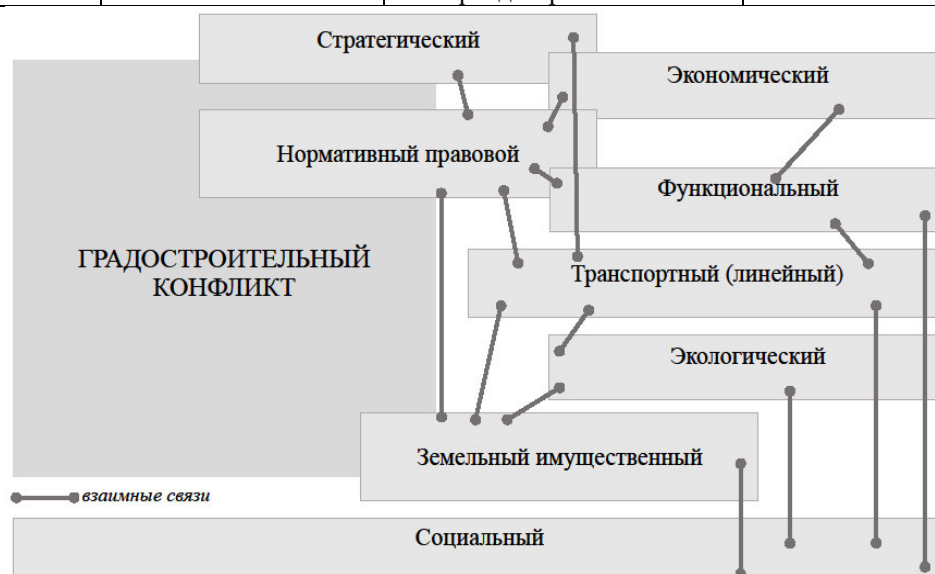 Стратегический
Экономический
Нормативный правовой
Функциональный
ГРАДОСТРОИТЕЛЬНЫЙ
КОНФЛИКТ
Транспортный (линейный)
Экологический
Земельный имущественный
взаимные связи
Социальный